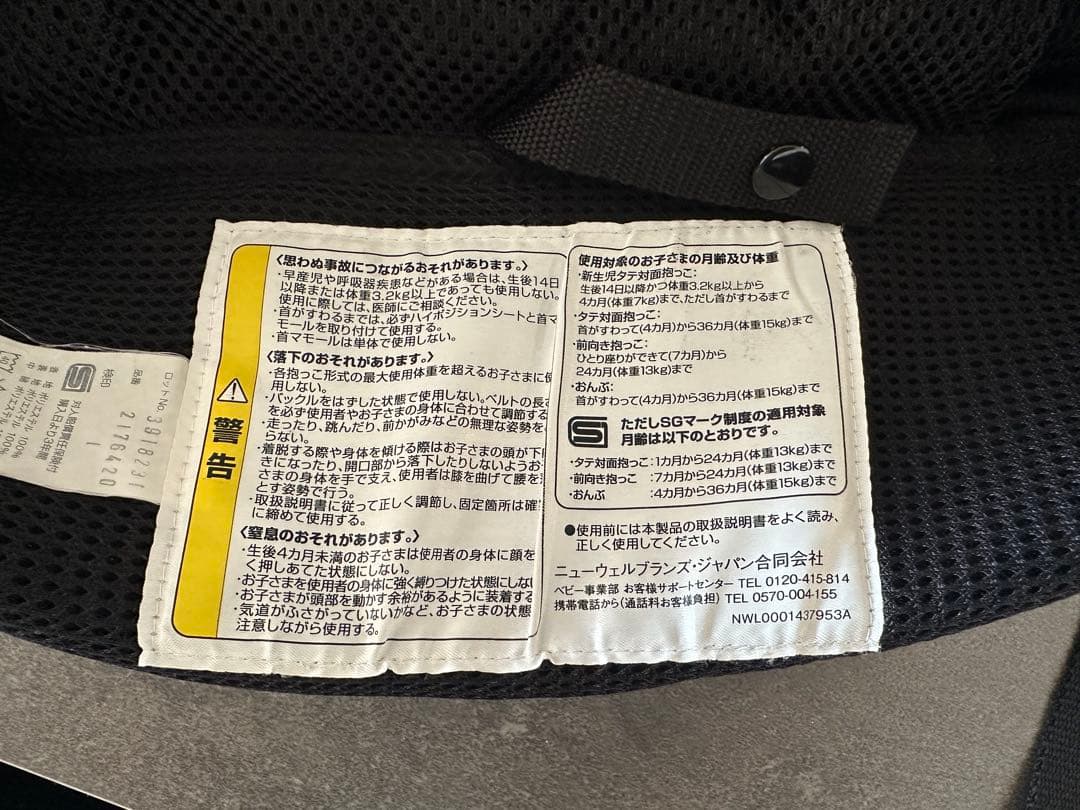 〈思わぬ事故につながるおそれがあります。〉
・早産児や呼吸器疾患などがある場合は、生後14日
以降または体重3.2kg以上であっても使用しない。
使用に際しては、医師にご相談ください。
・首がすわるまでは、必ずハイポジションシートと首マ
モールを取り付けて使用する。
・首マモールは単体で使用しない。
〈落下のおそれがあります。〉
・各抱っこ形式の最大使用体重を超えるお子さまに使
用しない。
・バックルをはずした状態で使用しない。ベルトの長さ
を必ず使用者やお子さまの身体に合わせて調節する
・走ったり、跳んだり、前かがみなどの無理な姿勢を
らない。
・着脱する際や身体を傾ける際はお子さまの頭が下
きになったり、開口部から落下したりしないようお
さまの身体を手で支え、使用者は膝を曲げて腰を
とす姿勢で行う。
・取扱説明書に従って正しく調節し、固定箇所は確
に締めて使用する。
〈窒息のおそれがあります。〉
・生後4カ月未満のお子さまは使用者の身体に顔を
く押しあてた状態にしない。
・お子さまを使用者の身体に強く縛りつけた状態にしな
・お子さまが頭部を動かす余裕があるように装着する
・気道がふさがっていないかなど、お子さまの状態
注意しながら使用する。
警告
使用対象のお子さまの月齢及び体重
・新生児タテ対面抱っこ:
生後14日以降かつ体重3.2kg以上から
4カ月(体重7kg)まで、ただし首がすわるまで
・タテ対面抱っこ:
首がすわって(4カ月)から36カ月(体重15kg)まで
・前向き抱っこ:
ひとり座りができて(7カ月)から
24カ月(体重13kg)まで
・おんぶ:
首がすわって(4カ月)から36カ月(体重15kg)まで
ただしSGマーク制度の適用対象
月齢は以下のとおりです。
・タテ対面抱っこ:1カ月から24カ月(体重13kg)まで
・前向き抱っこ :7カ月から24カ月(体重13kg)まで
・おんぶ :4カ月から36カ月(体重15kg)まで
●使用前には本製品の取扱説明書をよく読み、
正しく使用してください。
ニューウェルブランズ・ジャパン合同会社
ベビー事業部 お客様サポートセンター TEL 0120-415-814
携帯電話から(通話料お客様負担) TEL 0570-004-155
NWL0001437953A
ロットNo 3918231
品番 2176420
検印 1
対人賠償責任保険付
購入日より3年間
ポリエステル 100%
ポリエステル 100%